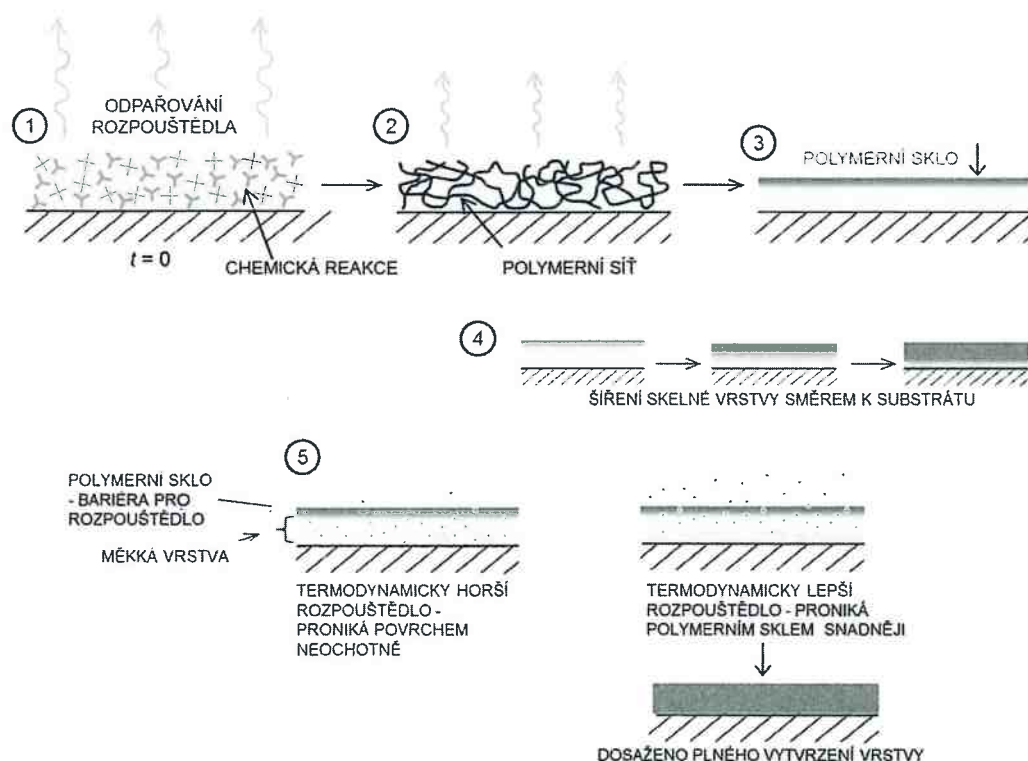 1
ODPAŘOVÁNÍ
ROZPOUŠTĚDLA
t = 0
CHEMICKÁ REAKCE
2
POLYMERNÍ SÍŤ
3
POLYMERNÍ SKLO
4
ŠÍŘENÍ SKELNÉ VRSTVY SMĚREM K SUBSTRÁTU
5
POLYMERNÍ SKLO
- BARIÉRA PRO
ROZPOUŠTĚDLO
MĚKKÁ VRSTVA
TERMODYNAMICKY HORŠÍ
ROZPOUŠTĚDLO -
PRONIKÁ POVRCHEM
NEOCHOTNĚ
TERMODYNAMICKY LEPŠÍ
ROZPOUŠTĚDLO - PRONIKÁ
POLYMERNÍM SKLEM SNADNĚJI
DOSAŽENO PLNÉHO VYTVRZENÍ VRSTVY